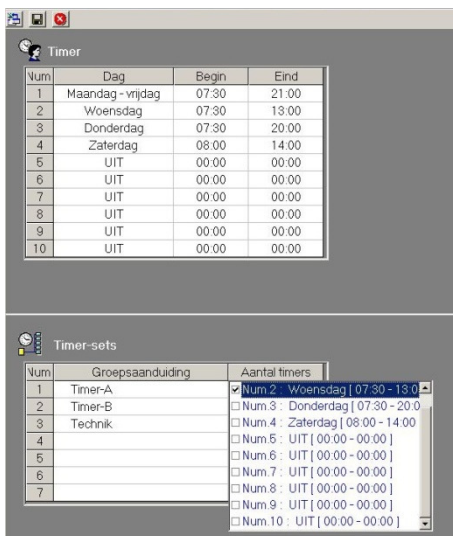 Timer
Num Dag Begin Eind
1 Maandag - vrijdag 07:30 21:00
2 Woensdag 07:30 13:00
3 Donderdag 07:30 20:00
4 Zaterdag 08:00 14:00
5 UIT 00:00 00:00
6 UIT 00:00 00:00
7 UIT 00:00 00:00
8 UIT 00:00 00:00
9 UIT 00:00 00:00
10 UIT 00:00 00:00
Timer-sets
Num Groepsaanduiding Aantal timers
1 Timer-A Num.2 : Woensdag [ 07:30 - 13:0
2 Timer-B Num.3 : Donderdag [ 07:30 - 20:0
3 Technik Num.4 : Zaterdag [ 08:00 - 14:00
4 Num.5 : UIT [ 00:00 - 00:00 ]
5 Num.6 : UIT [ 00:00 - 00:00 ]
Num.7 : UIT [ 00:00 - 00:00 ]
6 Num.8 : UIT [ 00:00 - 00:00 ]
7 Num.9 : UIT [ 00:00 - 00:00 ]
Num.10 : UIT [ 00:00 - 00:00 ]